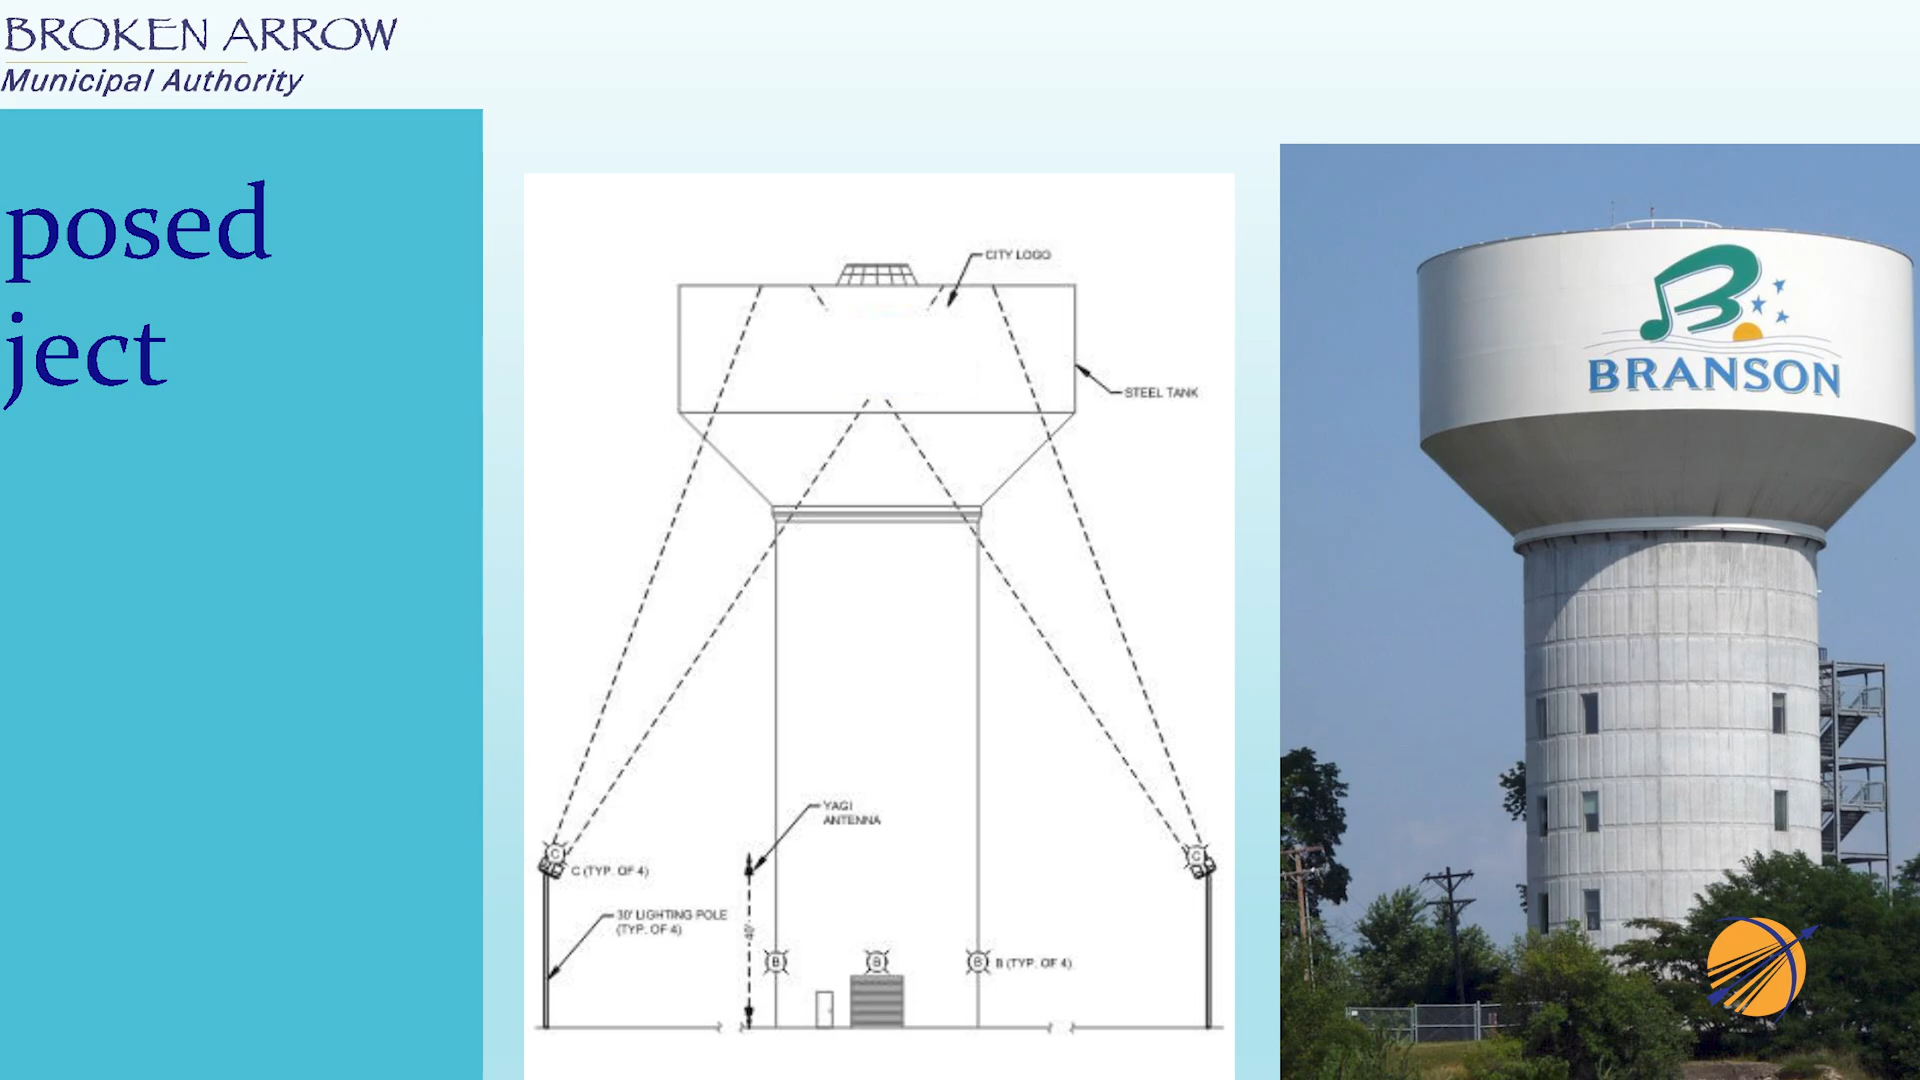 BROKEN ARROW
Municipal Authority
posed
ject
CITY LOGO
STEEL TANK
YAGI
ANTENNA
C
C (TYP. OF 4)
C
30' LIGHTING POLE
(TYP. OF 4)
40'
B
B
B
B (TYP. OF 4)
B
BRANSON